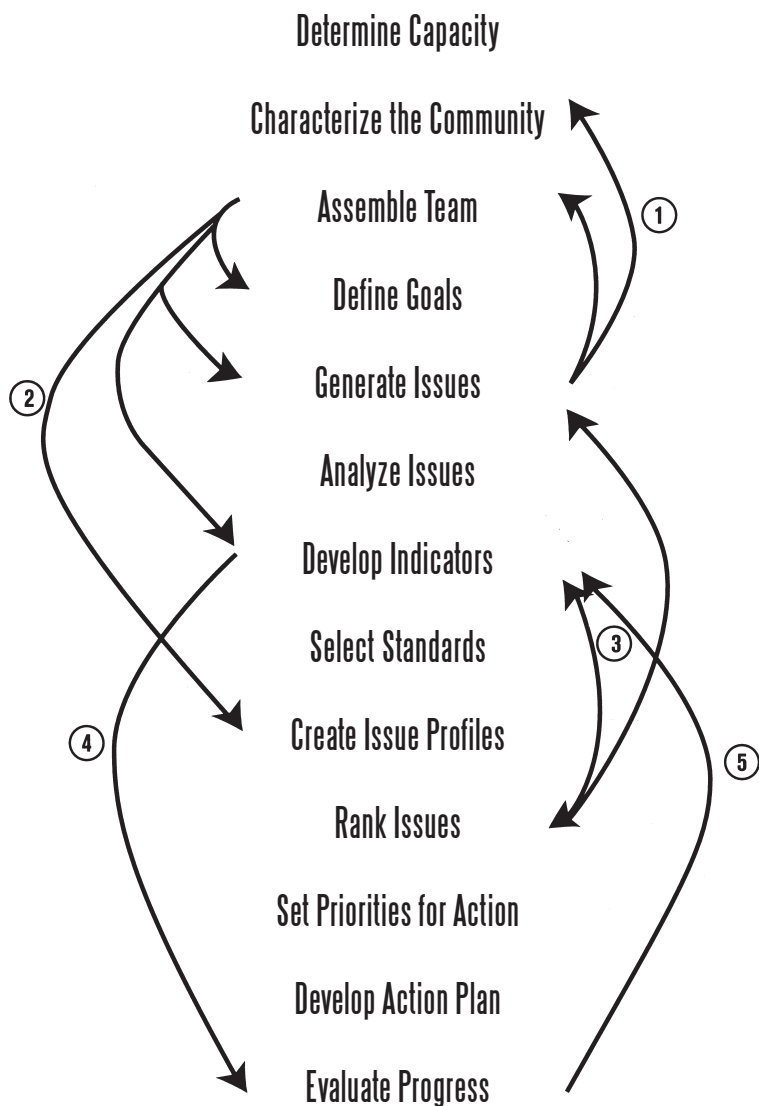 Determine Capacity
Characterize the Community
1
Assemble Team
Define Goals
2
Generate Issues
Analyze Issues
Develop Indicators
3
Select Standards
4
Create Issue Profiles
5
Rank Issues
Set Priorities for Action
Develop Action Plan
Evaluate Progress